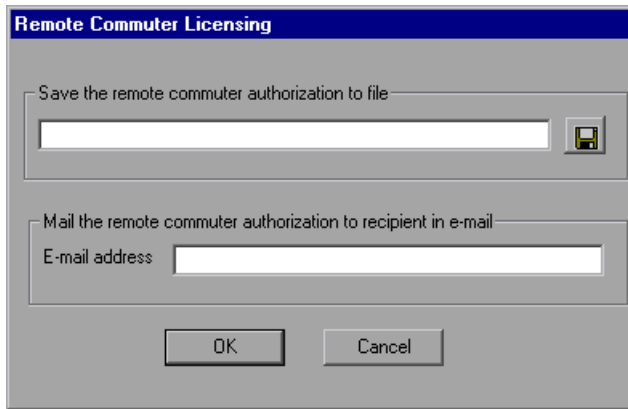 Remote Commuter Licensing
Save the remote commuter authorization to file
Mail the remote commuter authorization to recipient in e-mail
E-mail address
OK Cancel